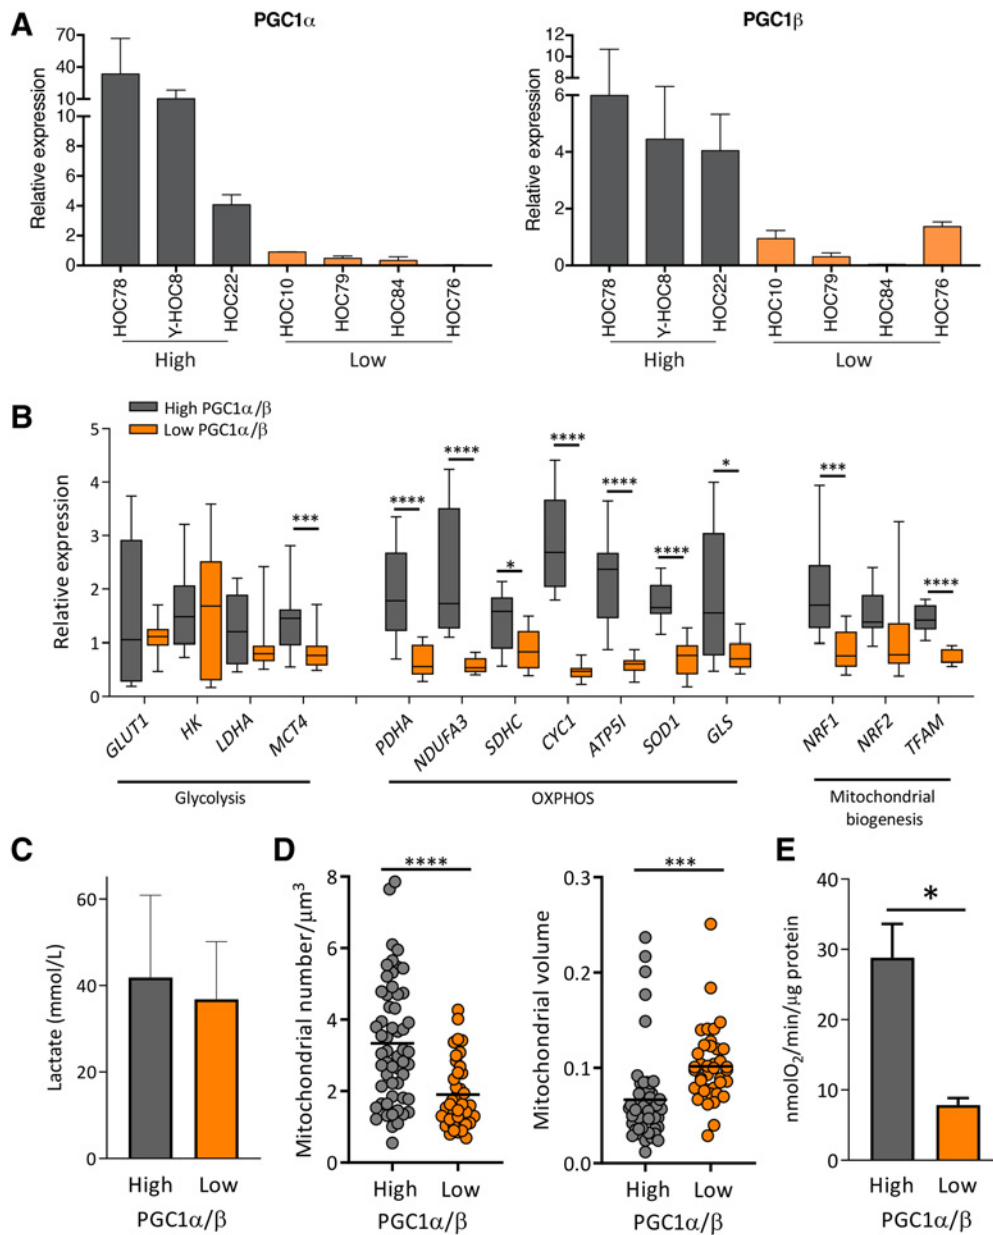 A
PGC1α
Relative expression
70
40
10
10
8
6
4
2
0
HOC78
Y-HOC8
HOC22
HOC10
HOC79
HOC84
HOC76
High
Low
PGC1β
Relative expression
12
10
8
6
4
2
0
HOC78
Y-HOC8
HOC22
HOC10
HOC79
HOC84
HOC76
High
Low
B
High PGC1α/β
Low PGC1α/β
Relative expression
5
4
3
2
1
0
***
****
****
*
****
****
****
*
***
****
GLUT1
HK
LDHA
MCT4
PDHA
NDUFA3
SDHC
CYC1
ATP5I
SOD1
GLS
NRF1
NRF2
TFAM
Glycolysis
OXPHOS
Mitochondrial
biogenesis
C
Lactate (mmol/L)
60
40
20
0
High Low
PGC1α/β
D
Mitochondrial number/μm³
8
6
4
2
0
****
High Low
PGC1α/β
Mitochondrial volume
0.3
0.2
0.1
0.0
***
High Low
PGC1α/β
E
nmolO₂/min/μg protein
40
30
20
10
0
*
High Low
PGC1α/β